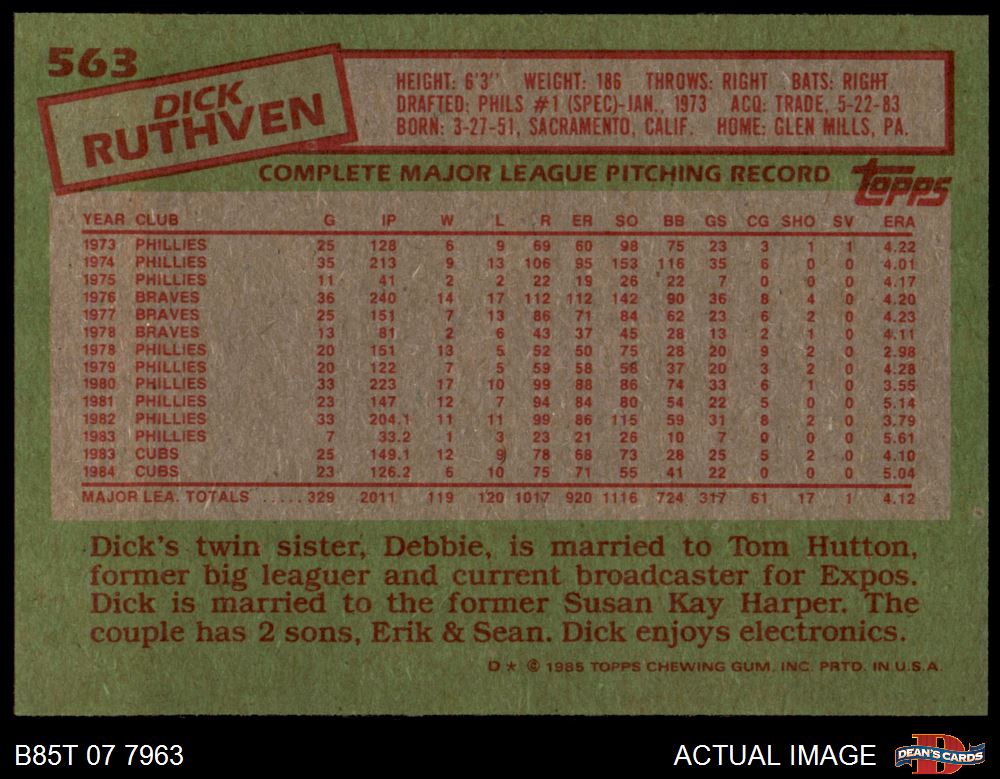 563
DICK
RUTHVEN
HEIGHT: 6'3" WEIGHT: 186 THROWS: RIGHT BATS: RIGHT
DRAFTED: PHILS #1 (SPEC)-JAN., 1973 ACQ: TRADE, 5-22-83
BORN: 3-27-51, SACRAMENTO, CALIF. HOME: GLEN MILLS, PA.
COMPLETE MAJOR LEAGUE PITCHING RECORD
TOPPS
YEAR CLUB G IP W L R ER SO BB GS CG SHO SV ERA
1973 PHILLIES 25 128 6 9 69 60 98 75 23 3 1 1 4.22
1974 PHILLIES 35 213 9 13 106 95 153 116 35 6 0 0 4.01
1975 PHILLIES 11 41 2 2 22 19 26 22 7 0 0 0 4.17
1976 BRAVES 36 240 14 17 112 112 142 90 36 8 4 0 4.20
1977 BRAVES 25 151 7 13 86 71 84 62 23 6 2 0 4.23
1978 BRAVES 13 81 2 6 43 37 45 28 13 2 1 0 4.11
1978 PHILLIES 20 151 13 5 52 50 75 28 20 9 2 0 2.98
1979 PHILLIES 20 122 7 5 59 58 58 37 20 3 2 0 4.28
1980 PHILLIES 33 223 17 10 99 88 86 74 33 6 1 0 3.55
1981 PHILLIES 23 147 12 7 94 84 80 54 22 5 0 0 5.14
1982 PHILLIES 33 204.1 11 11 99 86 115 59 31 8 2 0 3.79
1983 PHILLIES 7 33.2 1 3 23 21 26 10 7 0 0 0 5.61
1983 CUBS 25 149.1 12 9 78 68 73 28 25 5 2 0 4.10
1984 CUBS 23 126.2 6 10 75 71 55 41 22 0 0 0 5.04
MAJOR LEA. TOTALS ..... 329 2011 119 120 1017 920 1116 724 317 61 17 1 4.12
Dick's twin sister, Debbie, is married to Tom Hutton,
former big leaguer and current broadcaster for Expos.
Dick is married to the former Susan Kay Harper. The
couple has 2 sons, Erik & Sean. Dick enjoys electronics.
D* © 1985 TOPPS CHEWING GUM, INC. PRTD. IN U.S.A.
B85T 07 7963 ACTUAL IMAGE DEAN'S CARDS